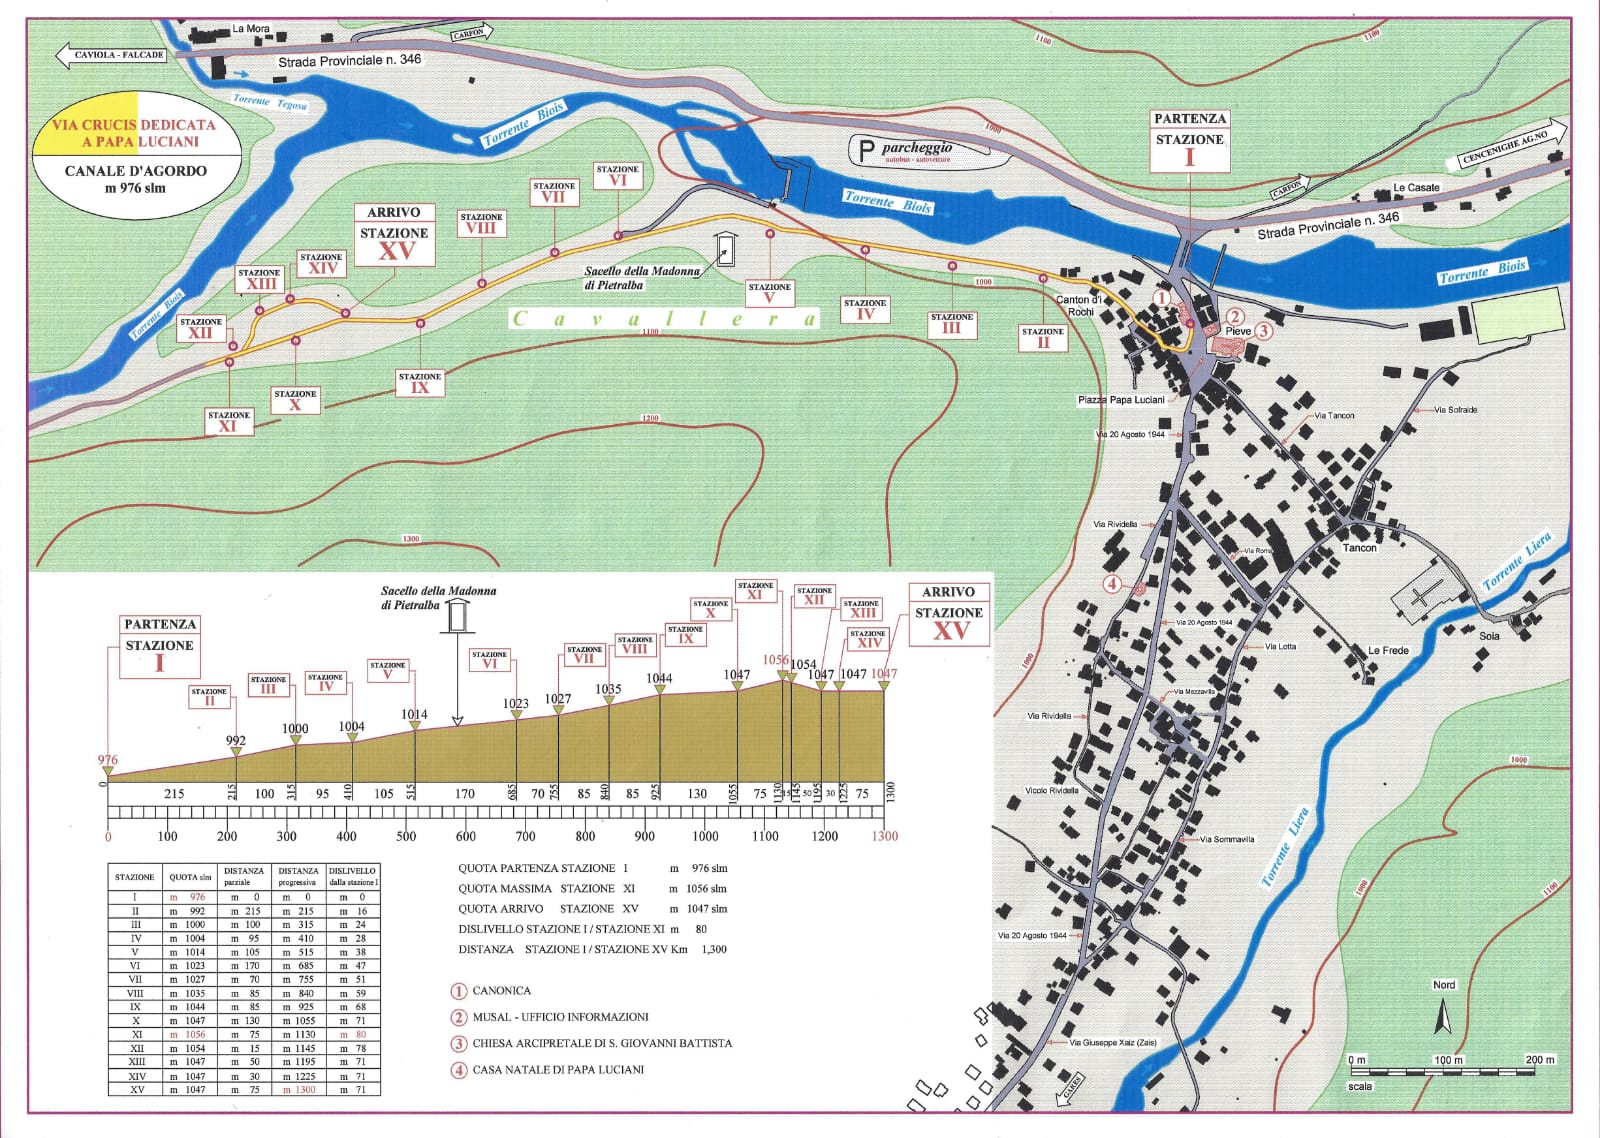 La Mora
CARFON
CAVIOLA - FALCADE
Strada Provinciale n. 346
1100
1100
Torrente Tegosa
Torrente Biois
VIA CRUCIS DEDICATA
A PAPA LUCIANI
CANALE D'AGORDO
m 976 slm
1000
P parcheggio
autobus - autovetture
PARTENZA
STAZIONE
I
CENCENIGHE AG.NO
CARFON
Le Casate
Strada Provinciale n. 346
Torrente Biois
Torrente Biois
Torrente Biois
STAZIONE
VI
STAZIONE
VII
STAZIONE
VIII
ARRIVO
STAZIONE
XV
STAZIONE
XIV
STAZIONE
XIII
STAZIONE
XII
STAZIONE
XI
STAZIONE
X
STAZIONE
IX
Sacello della Madonna
di Pietralba
STAZIONE
V
STAZIONE
IV
STAZIONE
III
STAZIONE
II
Cavallera
1000
1100
1200
1300
Canton d'i
Rochi
1
2
Pieve
3
Piazza Papa Luciani
Via 20 Agosto 1944
Via Tancon
Via Sofraide
Via Rividella
Via Roma
Tancon
4
Torrente Liera
Soia
Via 20 Agosto 1944
Via Lotta
Le Frede
1000
Via Mezzavilla
Via Rividella
Vicolo Rividella
Via Sommavilla
Torrente Liera
1000
1000
1100
Via 20 Agosto 1944
Via Giuseppe Xaiz (Zais)
GARES
Nord
0 m 100 m 200 m
scala
Sacello della Madonna
di Pietralba
PARTENZA
STAZIONE
I
STAZIONE
II
STAZIONE
III
STAZIONE
IV
STAZIONE
V
STAZIONE
VI
STAZIONE
VII
STAZIONE
VIII
STAZIONE
IX
STAZIONE
X
STAZIONE
XI
STAZIONE
XII
STAZIONE
XIII
STAZIONE
XIV
ARRIVO
STAZIONE
XV
976 992 1000 1004 1014 1023 1027 1035 1044 1047 1056 1054 1047 1047 1047
0 215 215 100 315 95 410 105 515 170 685 70 755 85 840 85 925 130 1055 75 1130 15 1145 50 1195 30 1225 75 1300
0 100 200 300 400 500 600 700 800 900 1000 1100 1200 1300
STAZIONE QUOTA slm DISTANZA parziale DISTANZA progressiva DISLIVELLO dalla stazione I
I m 976 m 0 m 0 m 0
II m 992 m 215 m 215 m 16
III m 1000 m 100 m 315 m 24
IV m 1004 m 95 m 410 m 28
V m 1014 m 105 m 515 m 38
VI m 1023 m 170 m 685 m 47
VII m 1027 m 70 m 755 m 51
VIII m 1035 m 85 m 840 m 59
IX m 1044 m 85 m 925 m 68
X m 1047 m 130 m 1055 m 71
XI m 1056 m 75 m 1130 m 80
XII m 1054 m 15 m 1145 m 78
XIII m 1047 m 50 m 1195 m 71
XIV m 1047 m 30 m 1225 m 71
XV m 1047 m 75 m 1300 m 71
QUOTA PARTENZA STAZIONE I m 976 slm
QUOTA MASSIMA STAZIONE XI m 1056 slm
QUOTA ARRIVO STAZIONE XV m 1047 slm
DISLIVELLO STAZIONE I / STAZIONE XI m 80
DISTANZA STAZIONE I / STAZIONE XV Km 1,300
1 CANONICA
2 MUSAL - UFFICIO INFORMAZIONI
3 CHIESA ARCIPRETALE DI S. GIOVANNI BATTISTA
4 CASA NATALE DI PAPA LUCIANI